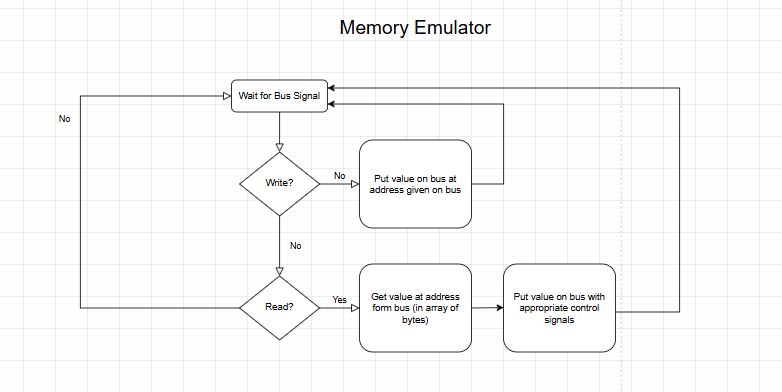 Memory Emulator
Wait for Bus Signal
No
Write?
No
Put value on bus at
address given on bus
No
Read?
Yes
Get value at address
form bus (in array of
bytes)
Put value on bus with
appropriate control
signals